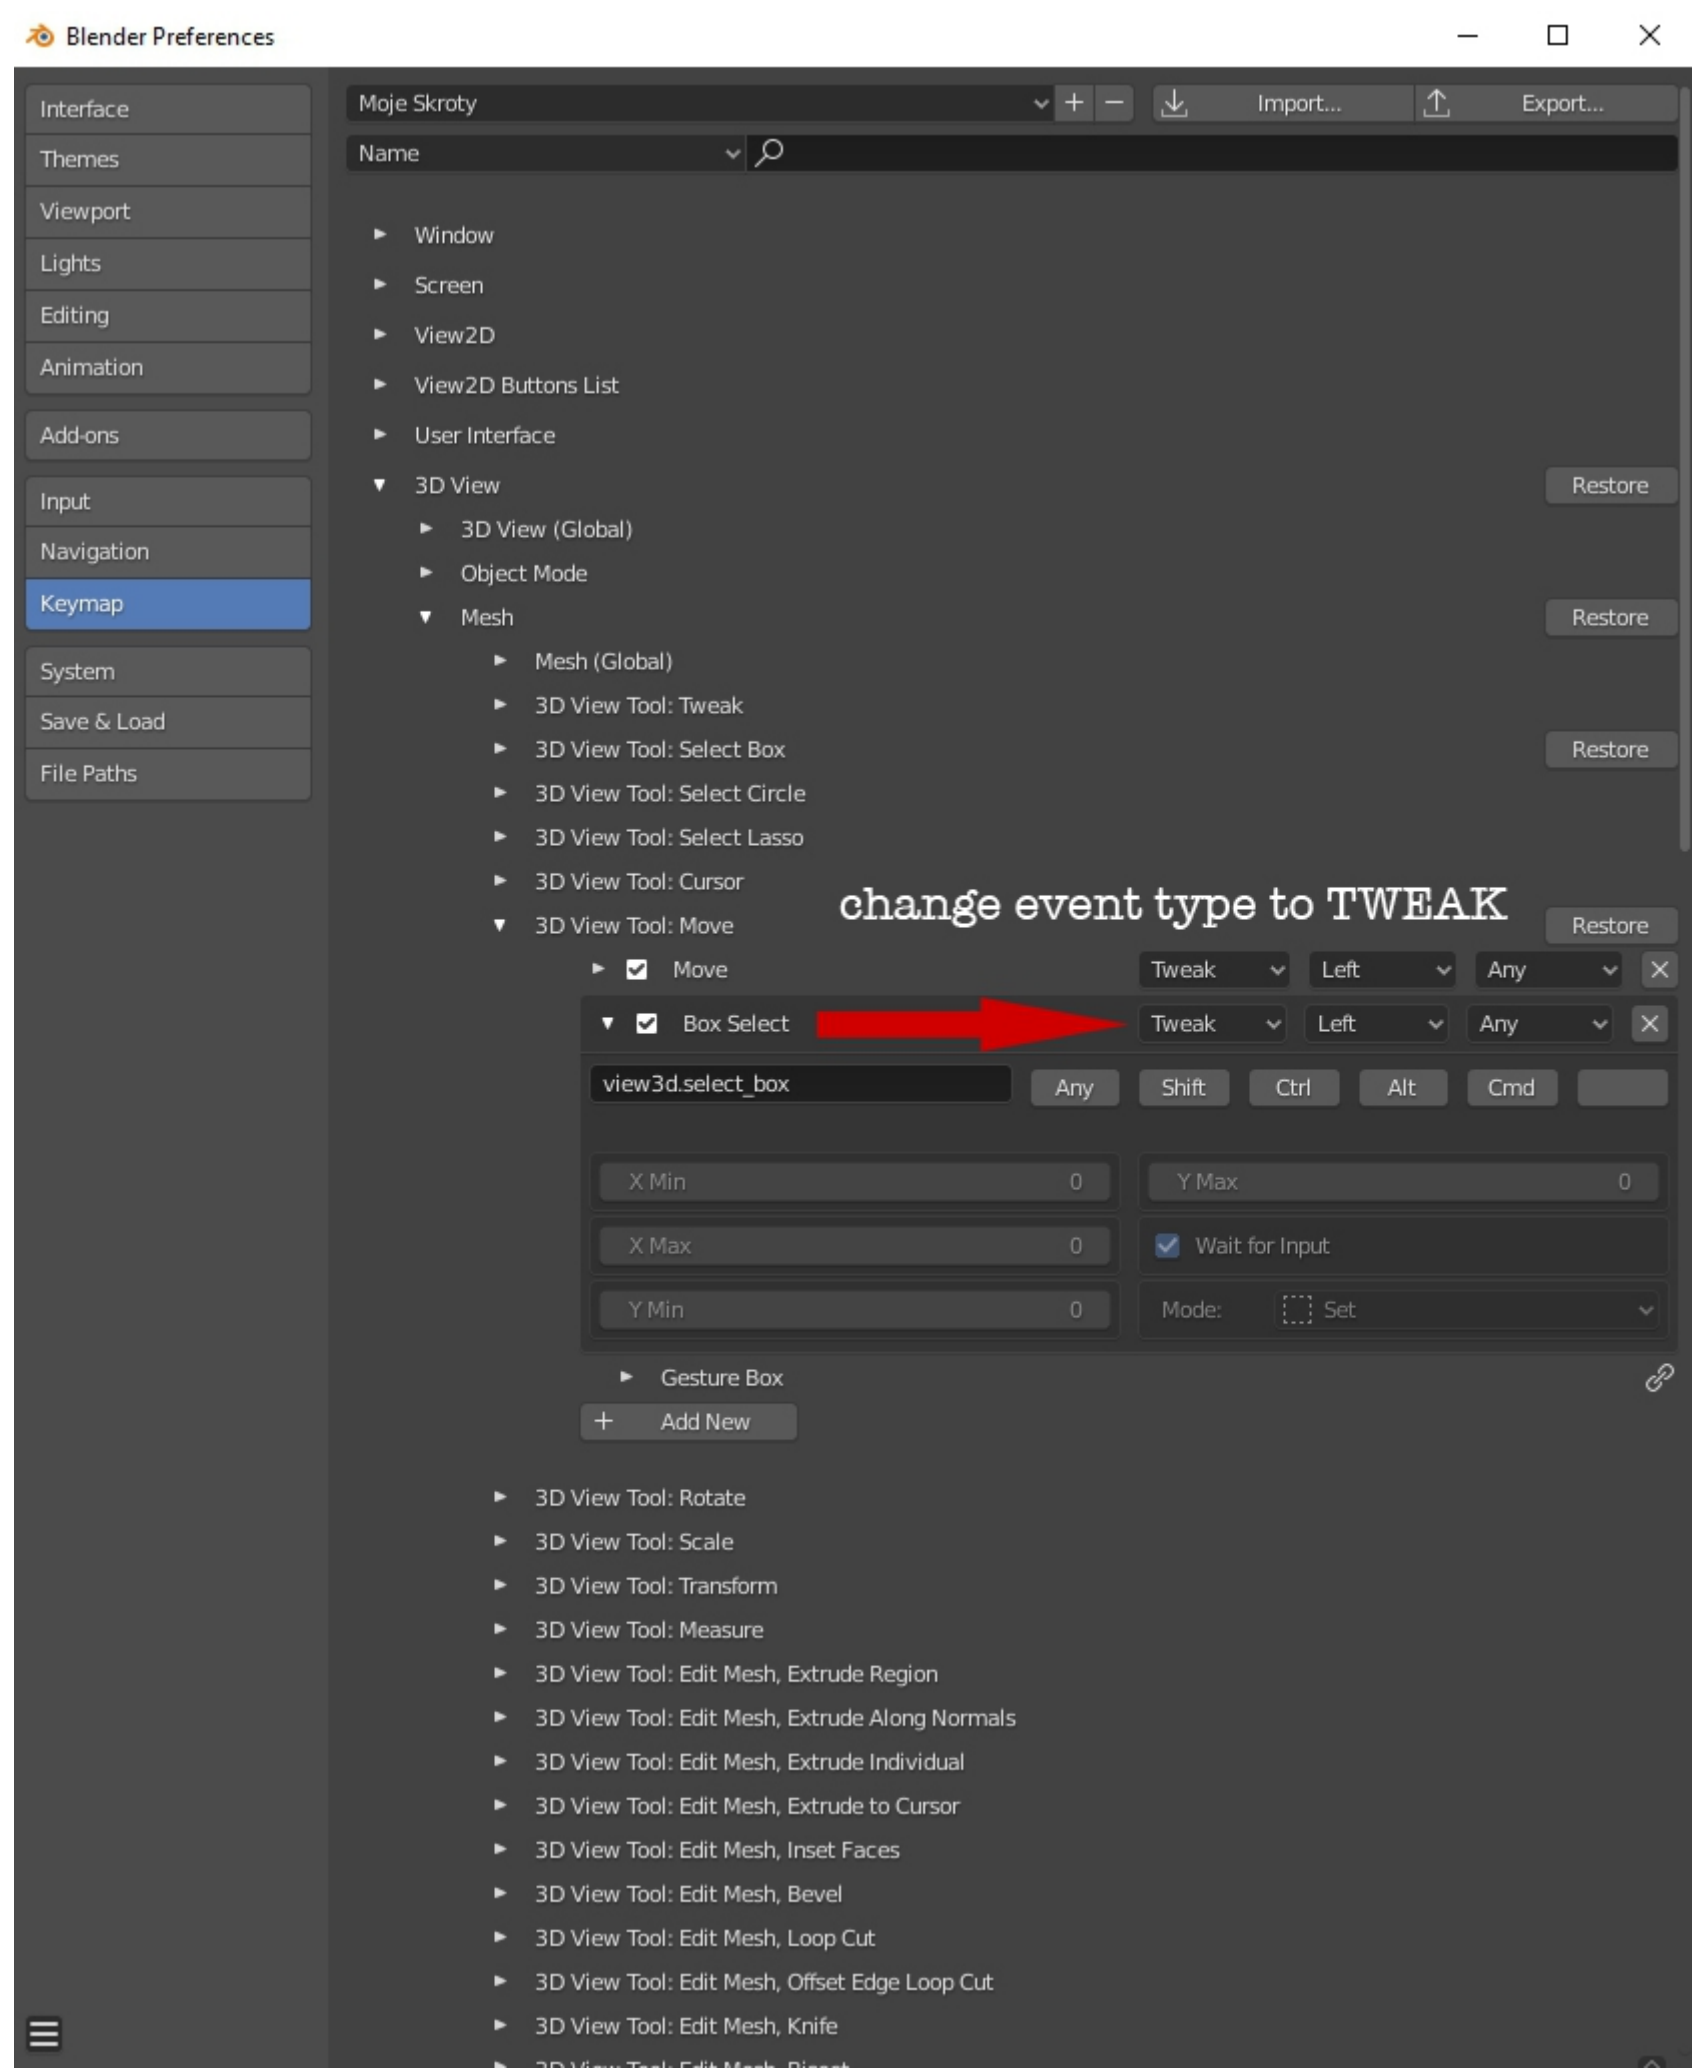 Blender Preferences
Interface
Themes
Viewport
Lights
Editing
Animation
Add-ons
Input
Navigation
Keymap
System
Save & Load
File Paths
Moje Skroty
Import...
Export...
Name
Window
Screen
View2D
View2D Buttons List
User Interface
3D View Restore
3D View (Global)
Object Mode
Mesh Restore
Mesh (Global)
3D View Tool: Tweak
3D View Tool: Select Box Restore
3D View Tool: Select Circle
3D View Tool: Select Lasso
3D View Tool: Cursor
change event type to TWEAK
3D View Tool: Move Restore
Move Tweak Left Any
Box Select Tweak Left Any
view3d.select_box Any Shift Ctrl Alt Cmd
X Min 0 Y Max 0
X Max 0 Wait for Input
Y Min 0 Mode: Set
Gesture Box
+ Add New
3D View Tool: Rotate
3D View Tool: Scale
3D View Tool: Transform
3D View Tool: Measure
3D View Tool: Edit Mesh, Extrude Region
3D View Tool: Edit Mesh, Extrude Along Normals
3D View Tool: Edit Mesh, Extrude Individual
3D View Tool: Edit Mesh, Extrude to Cursor
3D View Tool: Edit Mesh, Inset Faces
3D View Tool: Edit Mesh, Bevel
3D View Tool: Edit Mesh, Loop Cut
3D View Tool: Edit Mesh, Offset Edge Loop Cut
3D View Tool: Edit Mesh, Knife